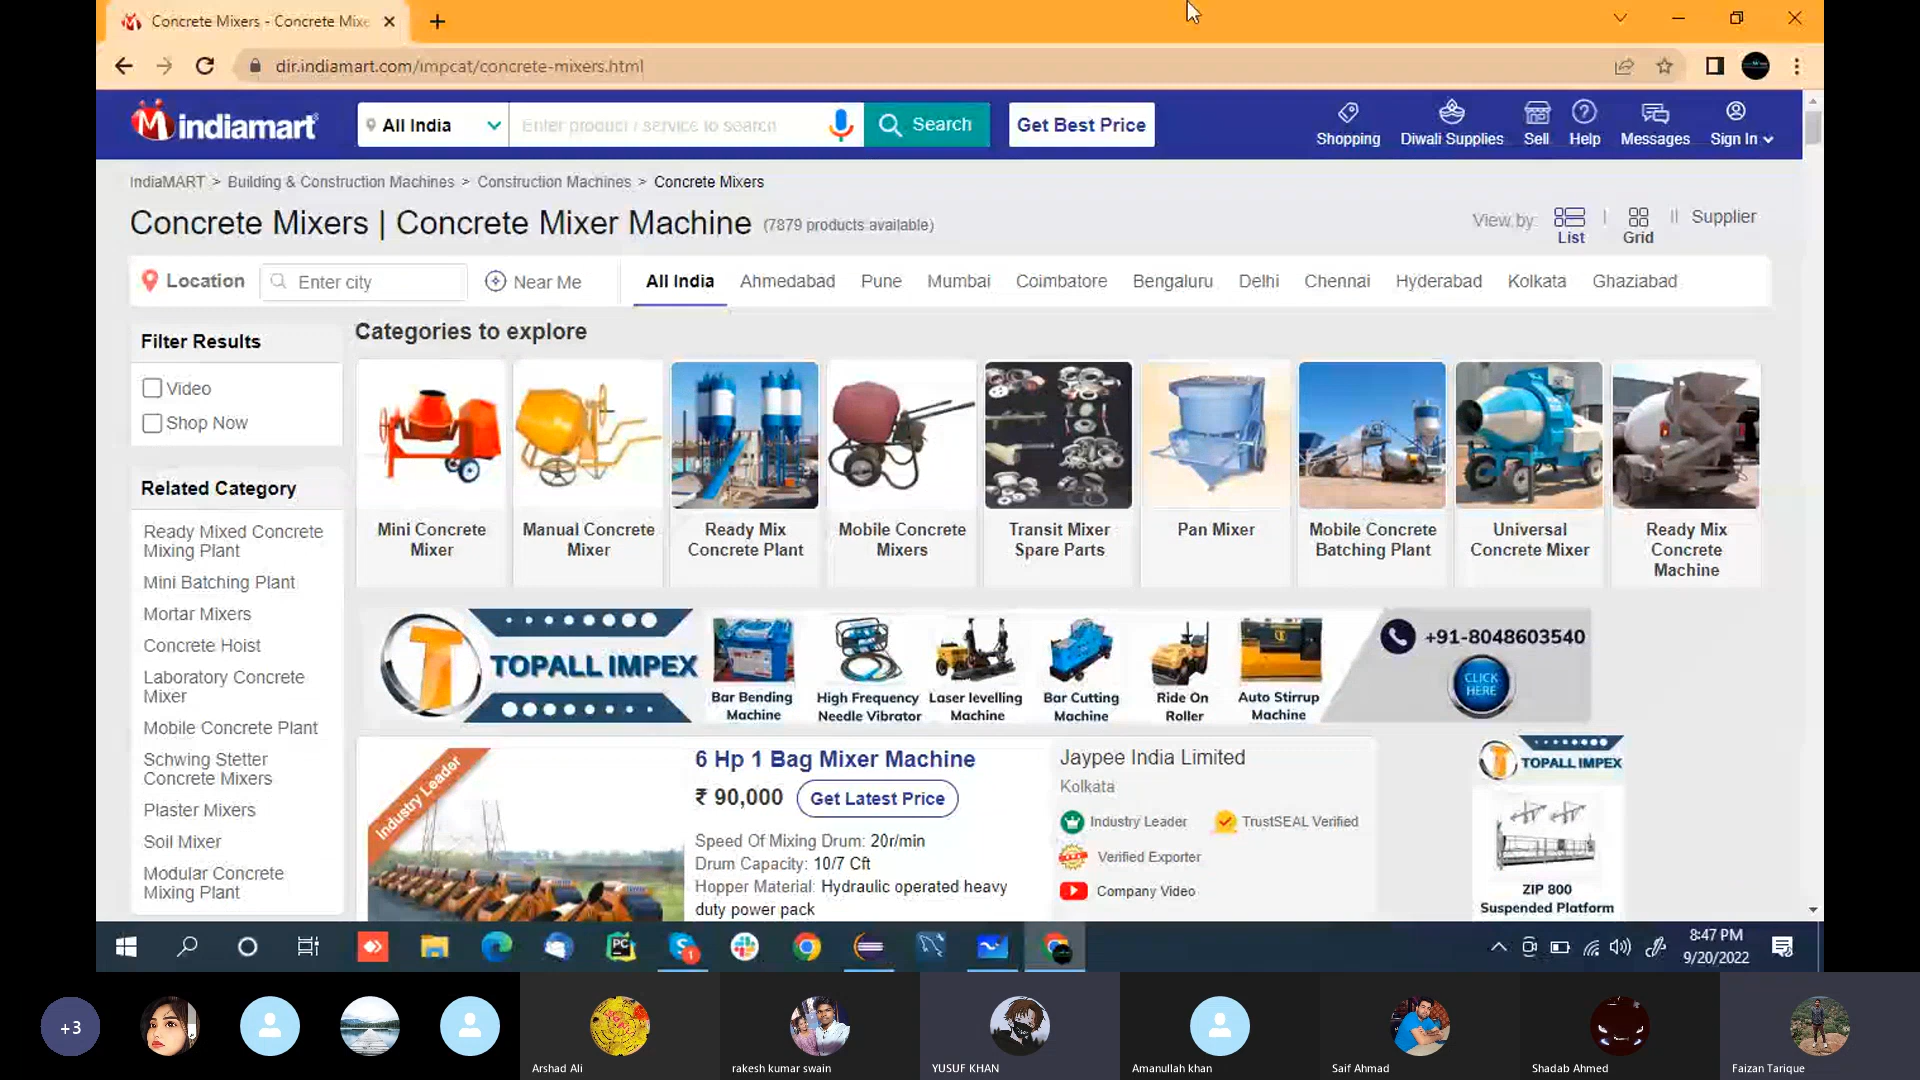 Concrete Mixers - Concrete Mixe
dir.indiamart.com/impcat/concrete-mixers.html
indiamart
All India
Enter product / service to search
Search
Get Best Price
Shopping
Diwali Supplies
Sell
Help
Messages
Sign In
IndiaMART > Building & Construction Machines > Construction Machines > Concrete Mixers
Concrete Mixers | Concrete Mixer Machine (7879 products available)
View by:
List
Grid
Supplier
Location
Enter city
Near Me
All India
Ahmedabad
Pune
Mumbai
Coimbatore
Bengaluru
Delhi
Chennai
Hyderabad
Kolkata
Ghaziabad
Filter Results
Video
Shop Now
Related Category
Ready Mixed Concrete
Mixing Plant
Mini Batching Plant
Mortar Mixers
Concrete Hoist
Laboratory Concrete
Mixer
Mobile Concrete Plant
Schwing Stetter
Concrete Mixers
Plaster Mixers
Soil Mixer
Modular Concrete
Mixing Plant
Categories to explore
Mini Concrete
Mixer
Manual Concrete
Mixer
Ready Mix
Concrete Plant
Mobile Concrete
Mixers
Transit Mixer
Spare Parts
Pan Mixer
Mobile Concrete
Batching Plant
Universal
Concrete Mixer
Ready Mix
Concrete
Machine
TOPALL IMPEX
Bar Bending
Machine
High Frequency
Needle Vibrator
Laser levelling
Machine
Bar Cutting
Machine
Ride On
Roller
Auto Stirrup
Machine
+91-8048603540
CLICK
HERE
Industry Leader
6 Hp 1 Bag Mixer Machine
₹ 90,000
Get Latest Price
Speed Of Mixing Drum: 20r/min
Drum Capacity: 10/7 Cft
Hopper Material: Hydraulic operated heavy
duty power pack
Jaypee India Limited
Kolkata
Industry Leader
TrustSEAL Verified
Verified Exporter
Company Video
TOPALL IMPEX
ZIP 800
Suspended Platform
PC
1
8:47 PM
9/20/2022
+3
Arshad Ali
rakesh kumar swain
YUSUF KHAN
Amanullah khan
Saif Ahmad
Shadab Ahmed
Faizan Tarique